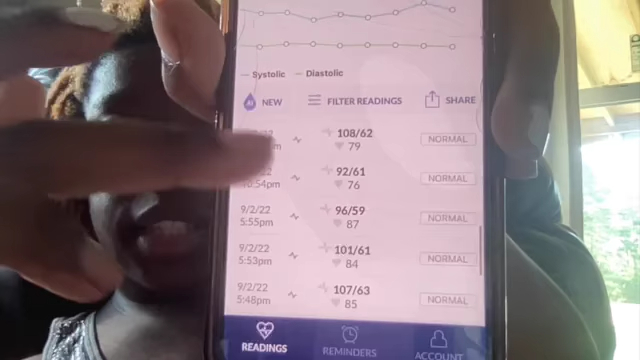 Systolic Diastolic
NEW FILTER READINGS SHARE
108/62
79 NORMAL
92/61
:54pm 76 NORMAL
9/2/22 96/59
5:55pm 87 NORMAL
9/2/22 101/61
5:53pm 84 NORMAL
9/2/22 107/63
5:48pm 85 NORMAL
READINGS REMINDERS ACCOUNT